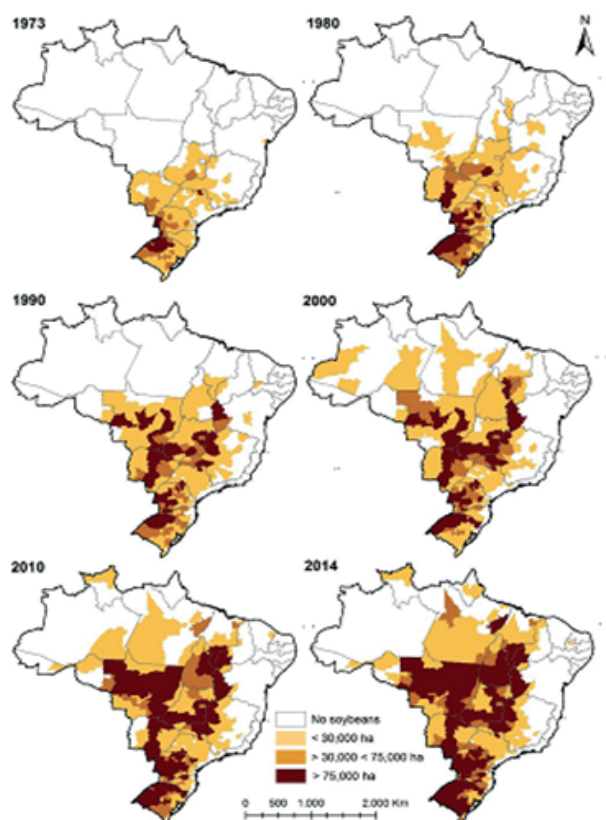 1973
1980
N
1990
2000
2010
2014
No soybeans
< 30,000 ha
> 30,000 < 75,000 ha
> 75,000 ha
0 500 1.000 2.000 Km